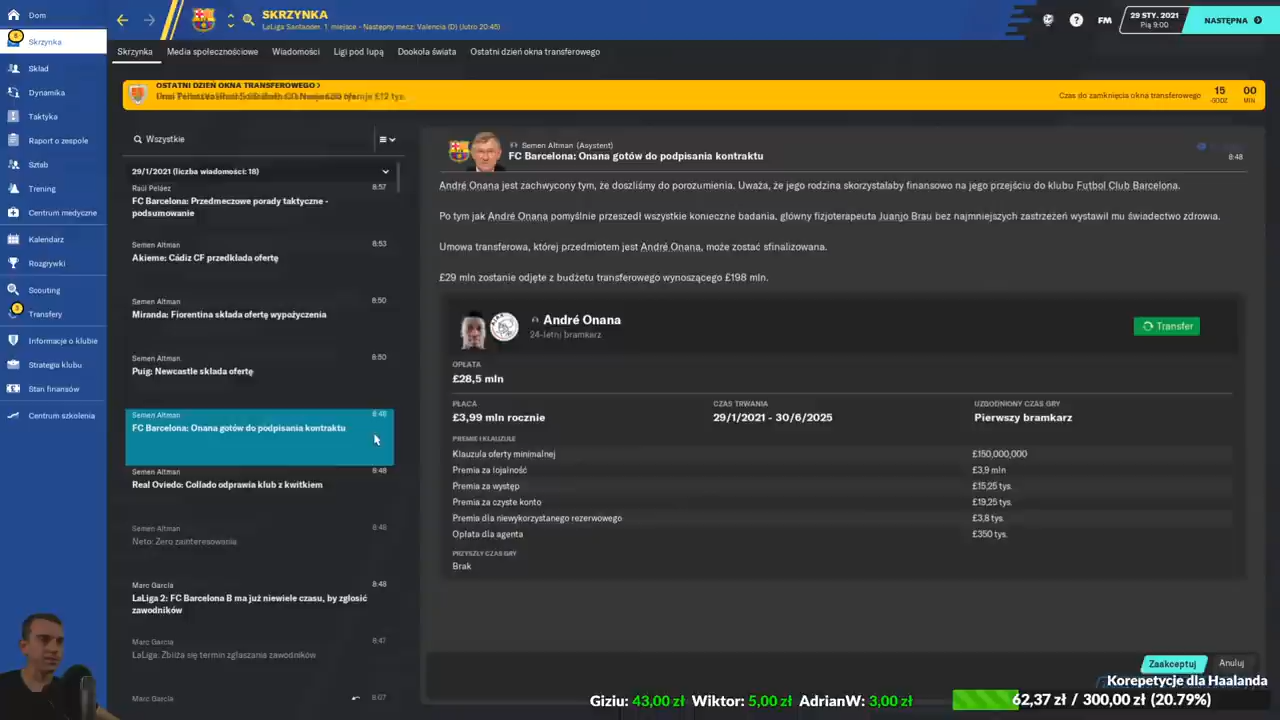 Dom
Skrzynka
Skład
Dynamika
Taktyka
Raport o zespole
Sztab
Trening
Centrum medyczne
Kalendarz
Rozgrywki
Scouting
Transfery
Informacje o klubie
Strategia klubu
Stan finansów
Centrum szkolenia
SKRZYNKA
LaLiga Santander: 1. miejsce - Następny mecz: Valencia (D) (Jutro 20:45)
FM
29 STY. 2021
Pią 9:00
NASTĘPNA
Skrzynka
Media społecznościowe
Wiadomości
Ligi pod lupą
Dookoła świata
Ostatni dzień okna transferowego
OSTATNI DZIEŃ OKNA TRANSFEROWEGO
Czas do zamknięcia okna transferowego
15 00
GODZ MIN
Wszystkie
29/1/2021 (liczba wiadomości: 18)
Raúl Peláez 8:57
FC Barcelona: Przedmeczowe porady taktyczne -
podsumowanie
Semen Altman 8:53
Akieme: Cádiz CF przedkłada ofertę
Semen Altman 8:50
Miranda: Fiorentina składa ofertę wypożyczenia
Semen Altman 8:50
Puig: Newcastle składa ofertę
Semen Altman 8:48
FC Barcelona: Onana gotów do podpisania kontraktu
Semen Altman 8:48
Real Oviedo: Collado odprawia klub z kwitkiem
Semen Altman 8:48
Neto: Zero zainteresowania
Marc García 8:48
LaLiga 2: FC Barcelona B ma już niewiele czasu, by zgłosić
zawodników
Marc García 8:47
LaLiga: Zbliża się termin zgłaszania zawodników
Marc García 8:07
Semen Altman (Asystent)
FC Barcelona: Onana gotów do podpisania kontraktu
8:48
André Onana jest zachwycony tym, że doszliśmy do porozumienia. Uważa, że jego rodzina skorzystałaby finansowo na jego przejściu do klubu Futbol Club Barcelona.
Po tym jak André Onana pomyślnie przeszedł wszystkie konieczne badania, główny fizjoterapeuta Juanjo Brau bez najmniejszych zastrzeżeń wystawił mu świadectwo zdrowia.
Umowa transferowa, której przedmiotem jest André Onana, może zostać sfinalizowana.
£29 mln zostanie odjęte z budżetu transferowego wynoszącego £198 mln.
André Onana
24-letni bramkarz
Transfer
OPŁATA
£28,5 mln
PŁACA CZAS TRWANIA UZGODNIONY CZAS GRY
£3,99 mln rocznie 29/1/2021 - 30/6/2025 Pierwszy bramkarz
PREMIE I KLAUZULE
Klauzula oferty minimalnej £150,000,000
Premia za lojalność £3,9 mln
Premia za występ £15,25 tys.
Premia za czyste konto £19,25 tys.
Premia dla niewykorzystanego rezerwowego £3,8 tys.
Opłata dla agenta £350 tys.
PRZYSZŁY CZAS GRY
Brak
Zaakceptuj Anuluj
Korepetycje dla Haalanda
Giziu: 43,00 zł Wiktor: 5,00 zł AdrianW: 3,00 zł
62,37 zł / 300,00 zł (20.79%)